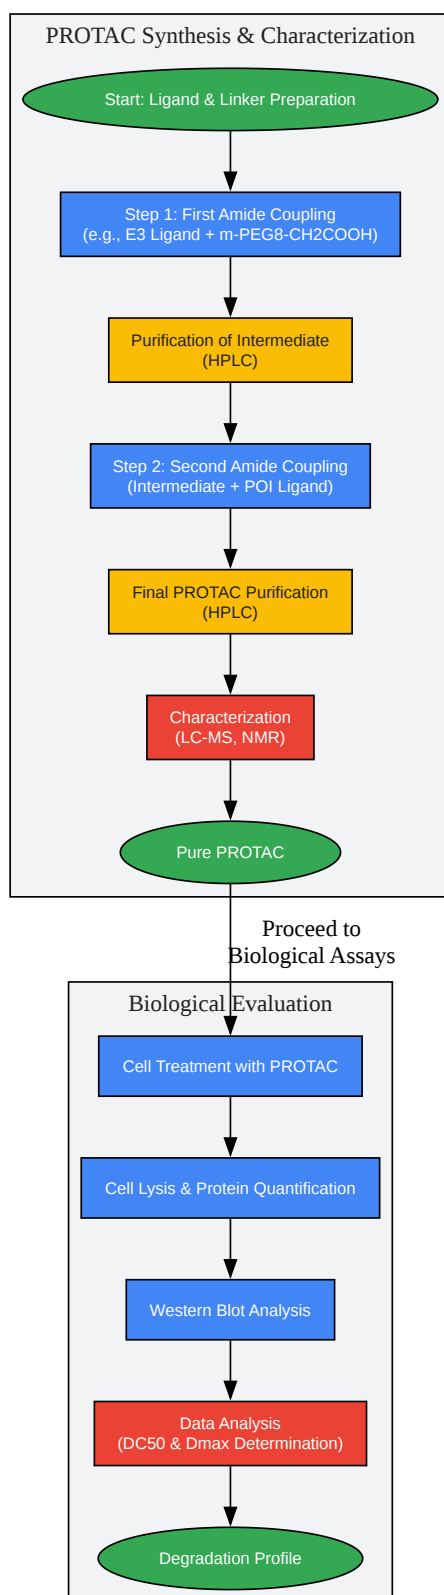 PROTAC Synthesis & Characterization
Start: Ligand & Linker Preparation
Step 1: First Amide Coupling
(e.g., E3 Ligand + m-PEG8-CH2COOH)
Purification of Intermediate
(HPLC)
Step 2: Second Amide Coupling
(Intermediate + POI Ligand)
Final PROTAC Purification
(HPLC)
Characterization
(LC-MS, NMR)
Pure PROTAC
Proceed to
Biological Assays
Biological Evaluation
Cell Treatment with PROTAC
Cell Lysis & Protein Quantification
Western Blot Analysis
Data Analysis
(DC50 & Dmax Determination)
Degradation Profile